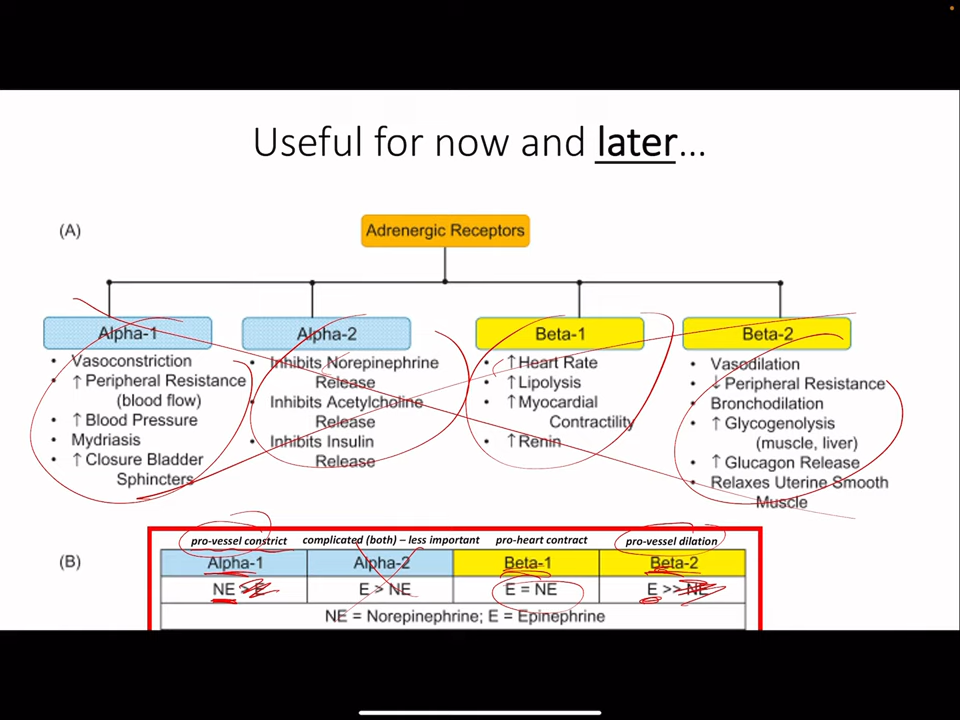 Useful for now and later...
(A)
Adrenergic Receptors
Alpha-1
• Vasoconstriction
• ↑ Peripheral Resistance
(blood flow)
• ↑ Blood Pressure
• Mydriasis
• ↑ Closure Bladder
Sphincters
Alpha-2
• Inhibits Norepinephrine
Release
• Inhibits Acetylcholine
Release
• Inhibits Insulin
Release
Beta-1
• ↑ Heart Rate
• ↑ Lipolysis
• ↑ Myocardial
Contractility
• ↑ Renin
Beta-2
• Vasodilation
• ↓ Peripheral Resistance
• Bronchodilation
• ↑ Glycogenolysis
(muscle, liver)
• ↑ Glucagon Release
• Relaxes Uterine Smooth
Muscle
(B)
pro-vessel constrict complicated (both) – less important pro-heart contract pro-vessel dilation
Alpha-1 Alpha-2 Beta-1 Beta-2
NE > E E > NE E = NE E >> NE
NE = Norepinephrine; E = Epinephrine